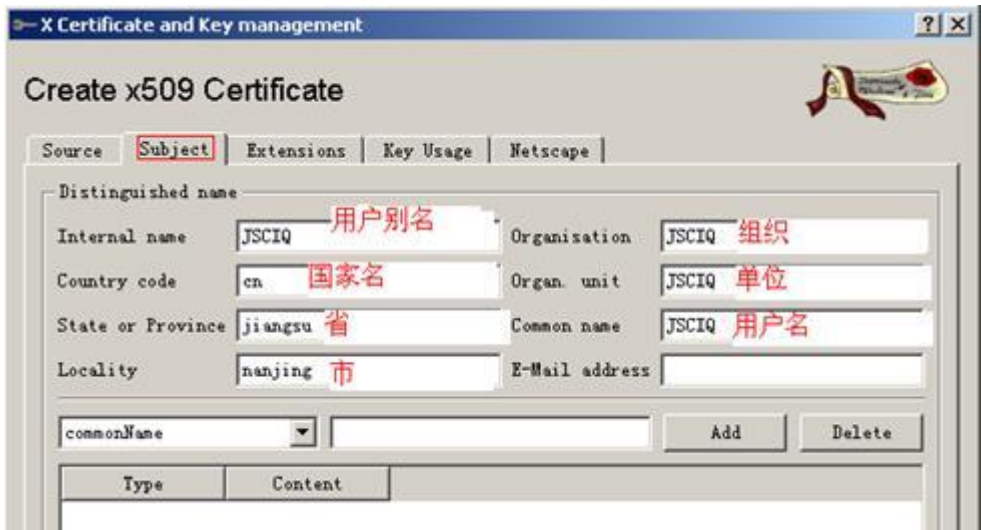 X Certificate and Key management
Create x509 Certificate
Source Subject Extensions Key Usage Netscape
Distinguished name
Internal name JSCIQ 用户别名 Organisation JSCIQ 组织
Country code cn 国家名 Organ. unit JSCIQ 单位
State or Province jiangsu 省 Common name JSCIQ 用户名
Locality nanjing 市 E-Mail address
commonName Add Delete
Type Content